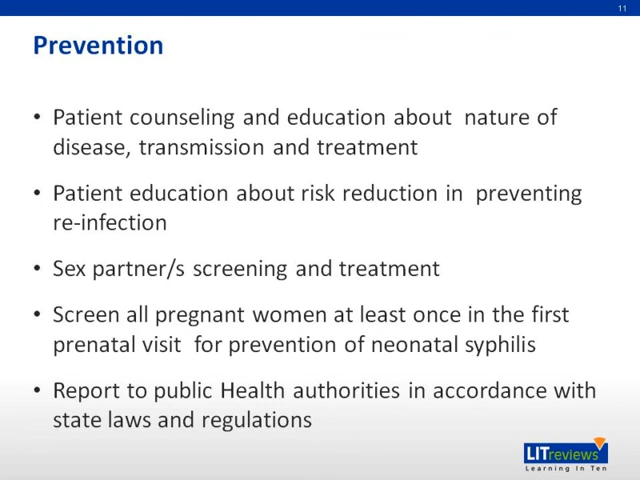 11
Prevention
• Patient counseling and education about nature of
disease, transmission and treatment
• Patient education about risk reduction in preventing
re-infection
• Sex partner/s screening and treatment
• Screen all pregnant women at least once in the first
prenatal visit for prevention of neonatal syphilis
• Report to public Health authorities in accordance with
state laws and regulations
LITreviews
Learning In Ten